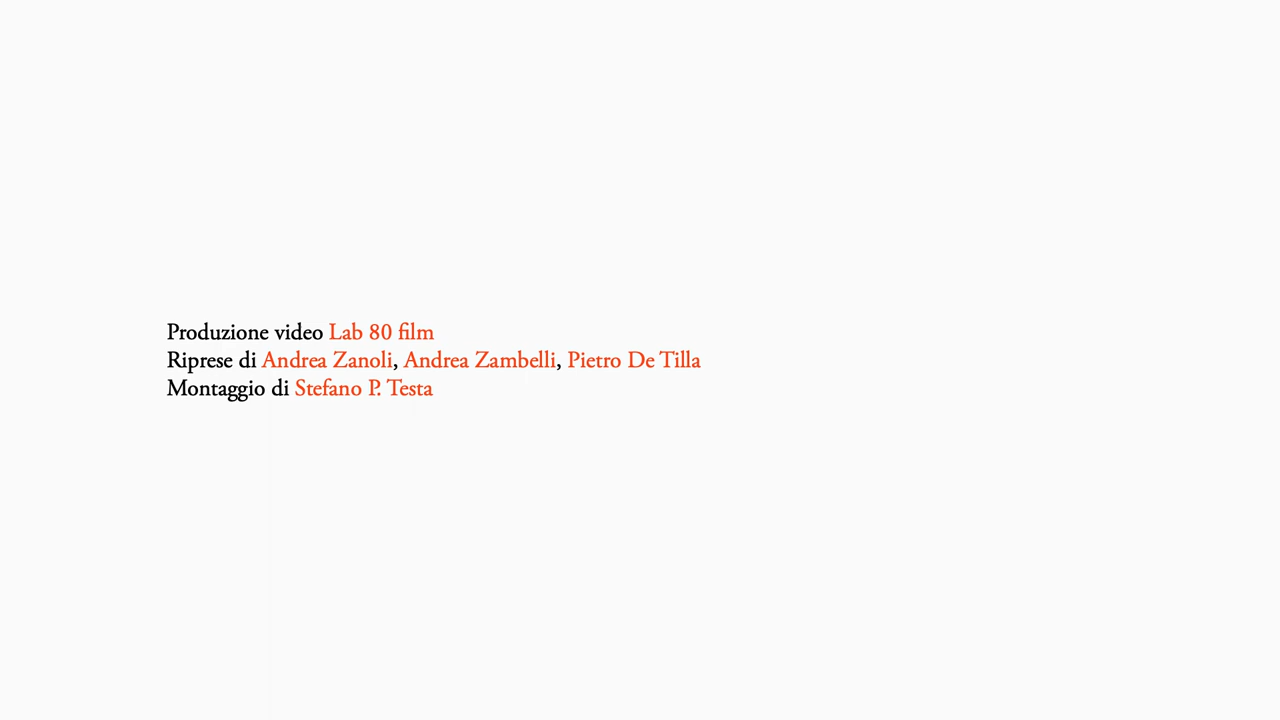 Produzione video Lab 80 film
Riprese di Andrea Zanoli, Andrea Zambelli, Pietro De Tilla
Montaggio di Stefano P. Testa